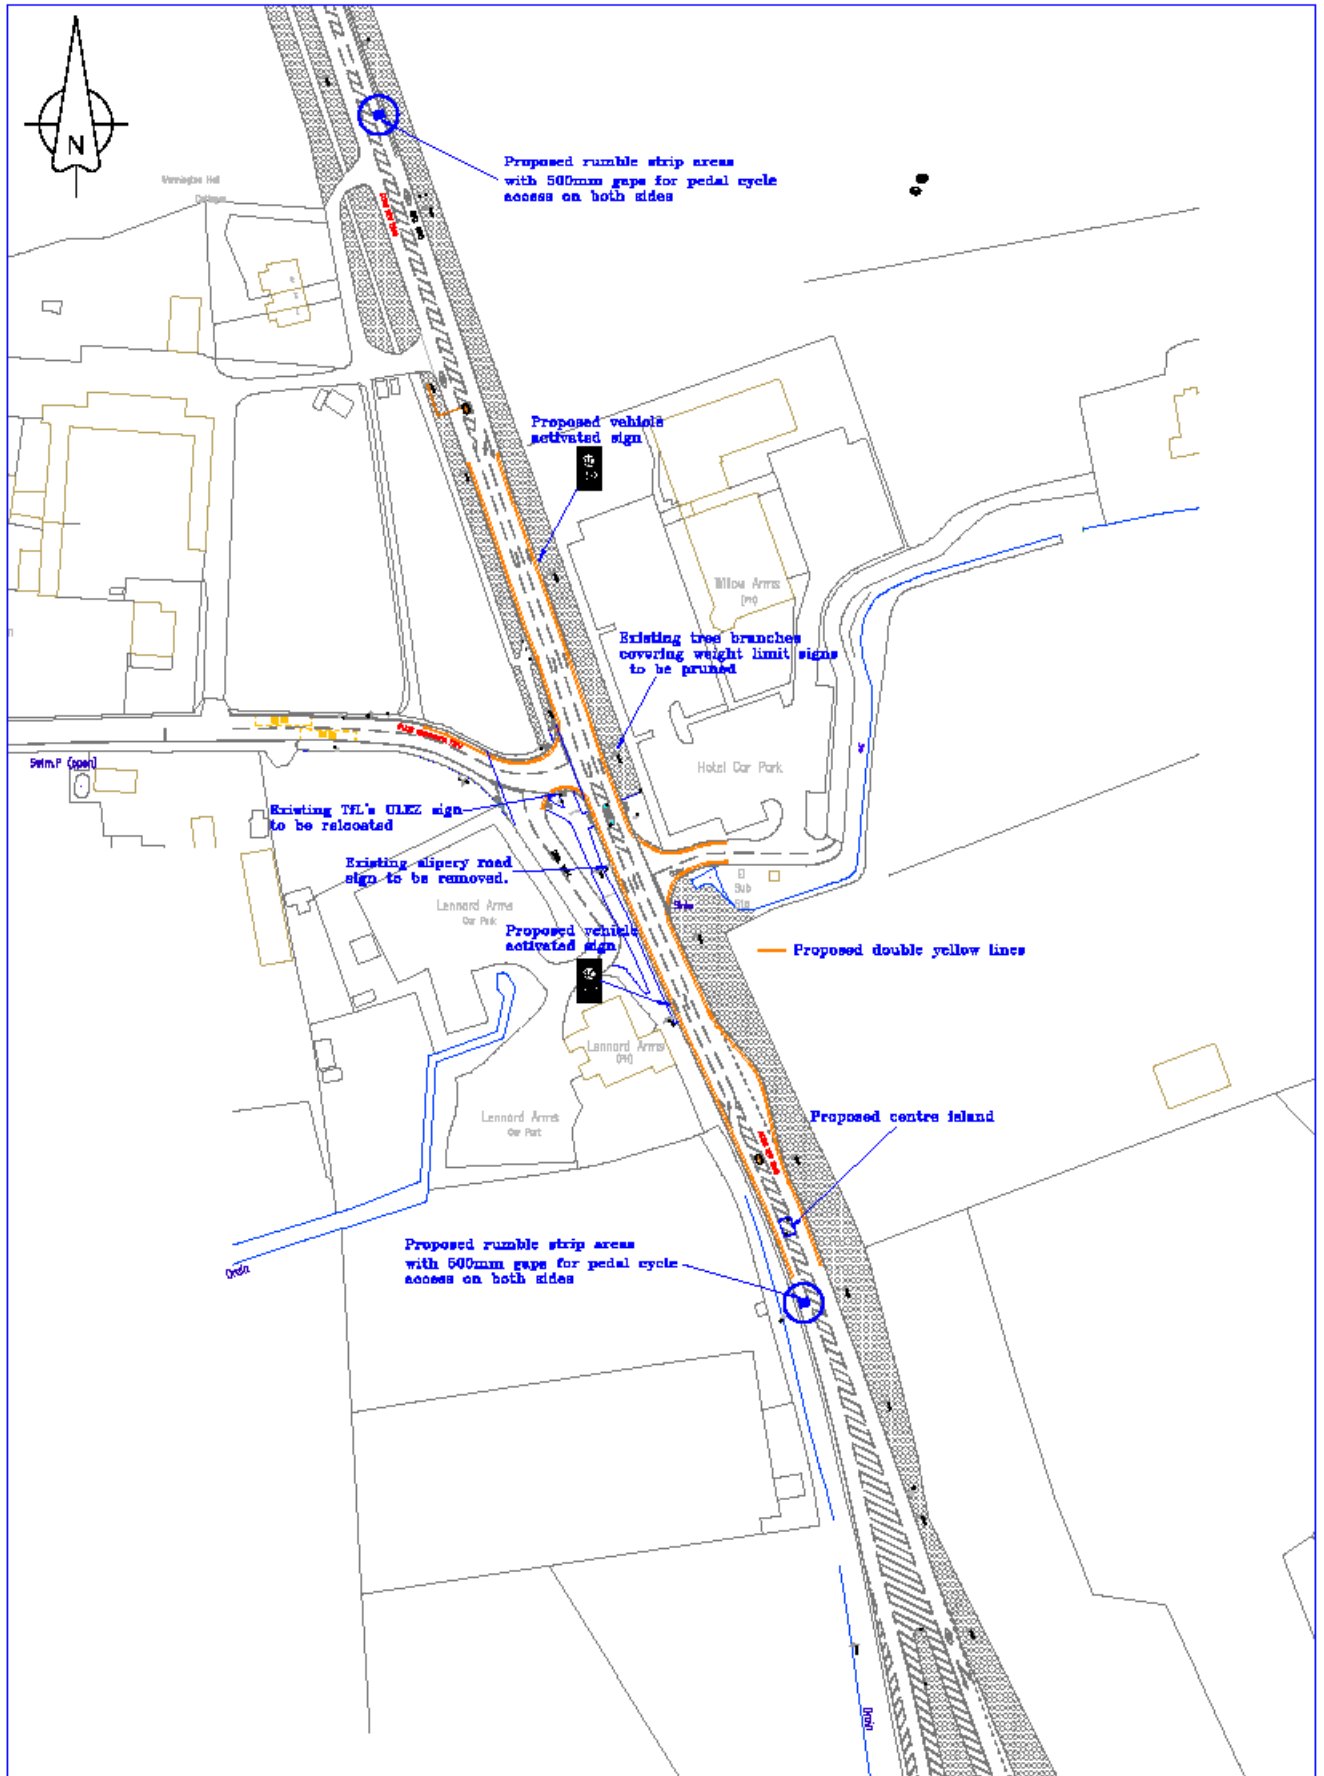 N
Proposed rumble strip areas
with 500mm gaps for pedal cycle
access on both sides
Proposed vehicle
activated sign
Willow Arms
(PH)
Existing tree branches
covering weight limit signs
to be pruned
Swim.P (open)
Hotel Car Park
Existing TfL's ULEZ sign
to be relcoated
Existing slipery road
sign to be removed.
El
Sub
Sta
Lennard Arms
Car Park
Proposed vehicle
activated sign
Proposed double yellow lines
Lennard Arms
(PH)
Lennard Arms
Car Park
Proposed centre island
Proposed rumble strip areas
with 500mm gaps for pedal cycle
access on both sides
Drain
Drain